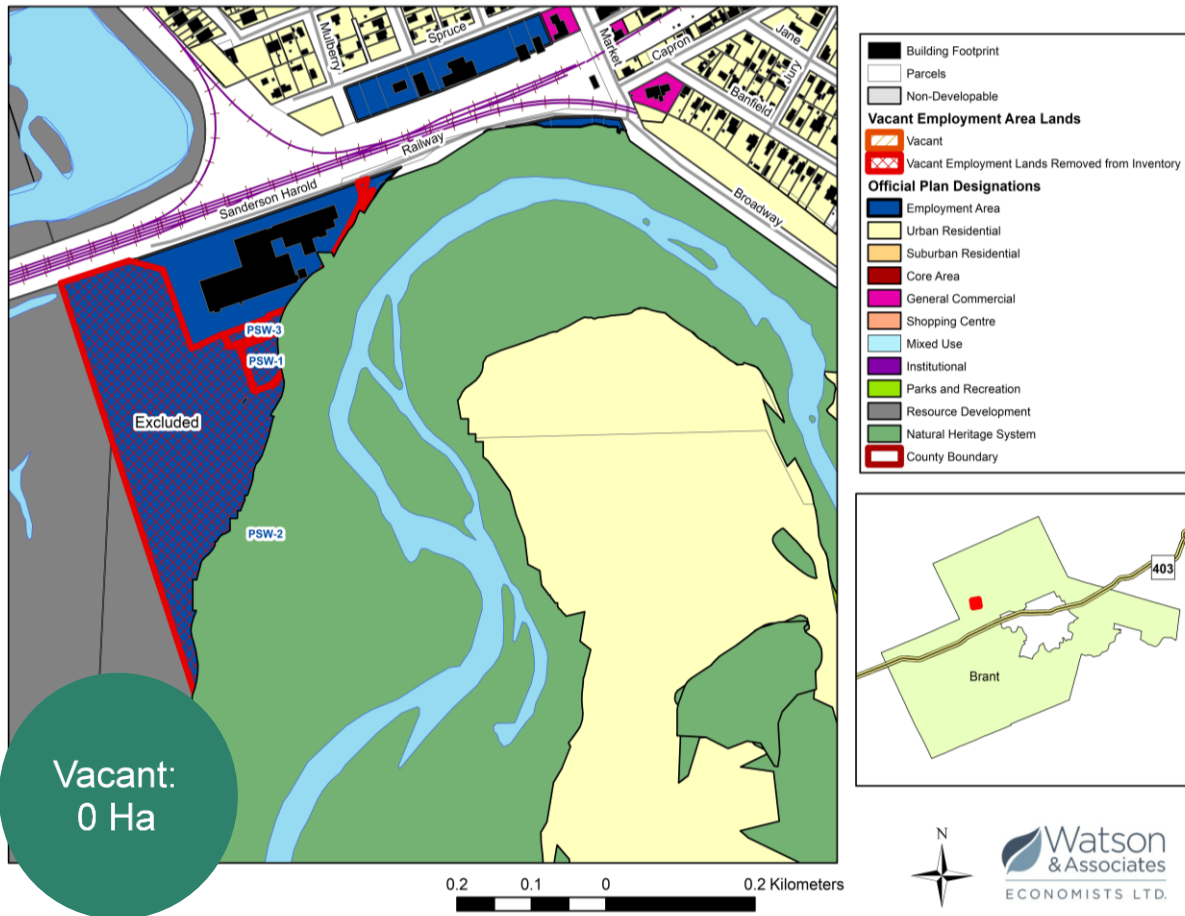 Spruce
Mulberry
Market
Capron
Jane
Jury
Banfield
Railway
Sanderson Harold
Broadway
PSW-3
PSW-1
Excluded
PSW-2
Vacant:
0 Ha
0.2 0.1 0 0.2 Kilometers
Building Footprint
Parcels
Non-Developable
Vacant Employment Area Lands
Vacant
Vacant Employment Lands Removed from Inventory
Official Plan Designations
Employment Area
Urban Residential
Suburban Residential
Core Area
General Commercial
Shopping Centre
Mixed Use
Institutional
Parks and Recreation
Resource Development
Natural Heritage System
County Boundary
403
Brant
N
Watson
& Associates
ECONOMISTS LTD.